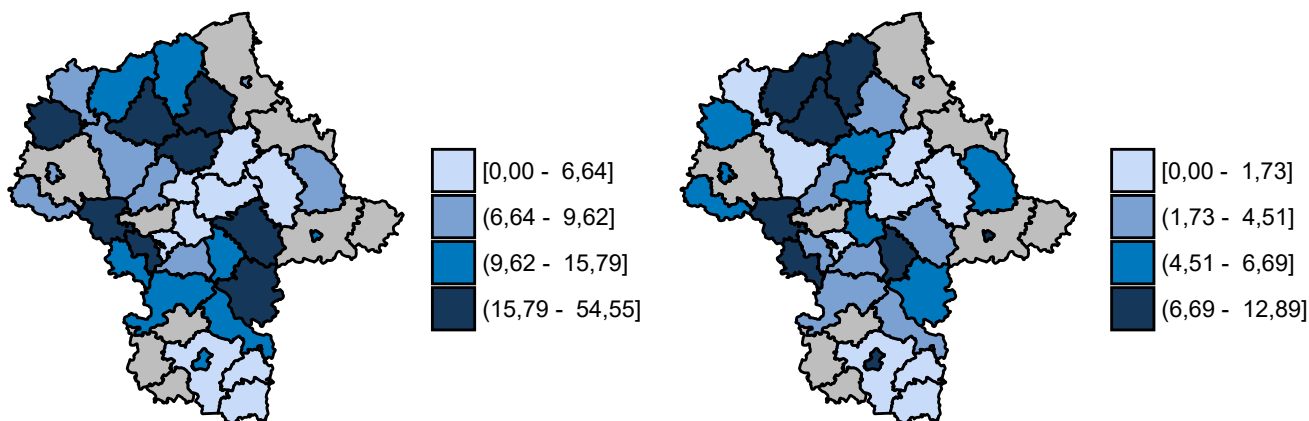 [0,00 - 6,64]
(6,64 - 9,62]
(9,62 - 15,79]
(15,79 - 54,55]
[0,00 - 1,73]
(1,73 - 4,51]
(4,51 - 6,69]
(6,69 - 12,89]